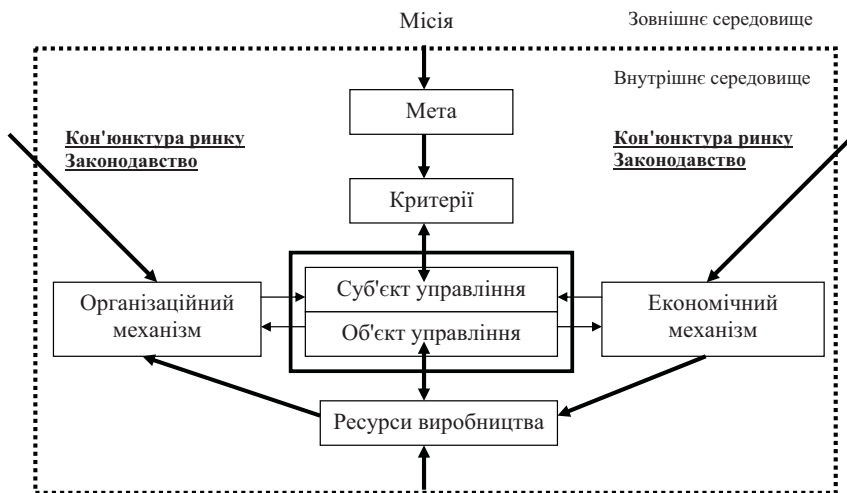 Місія
Зовнішнє середовище
Внутрішнє середовище
Мета
Кон'юнктура ринку
Законодавство
Кон'юнктура ринку
Законодавство
Критерії
Організаційний
механізм
Суб'єкт управління
Об'єкт управління
Економічний
механізм
Ресурси виробництва